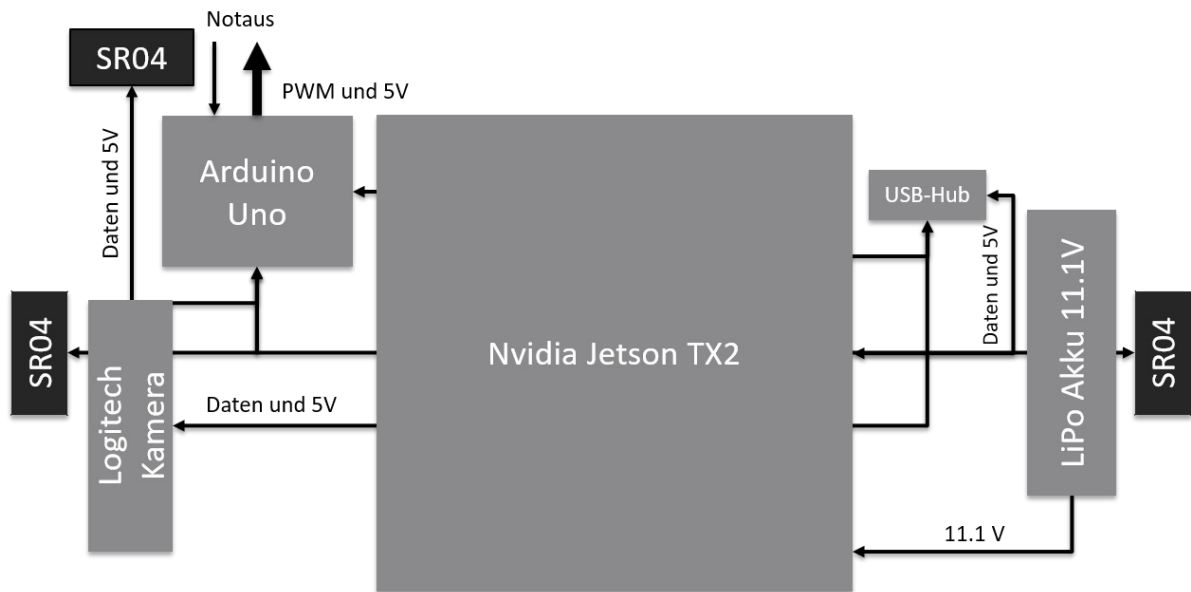 Notaus
SR04
PWM und 5V
Daten und 5V
Arduino
Uno
USB-Hub
Daten und 5V
SR04
Logitech
Kamera
Nvidia Jetson TX2
LiPo Akku 11.1V
SR04
Daten und 5V
11.1 V